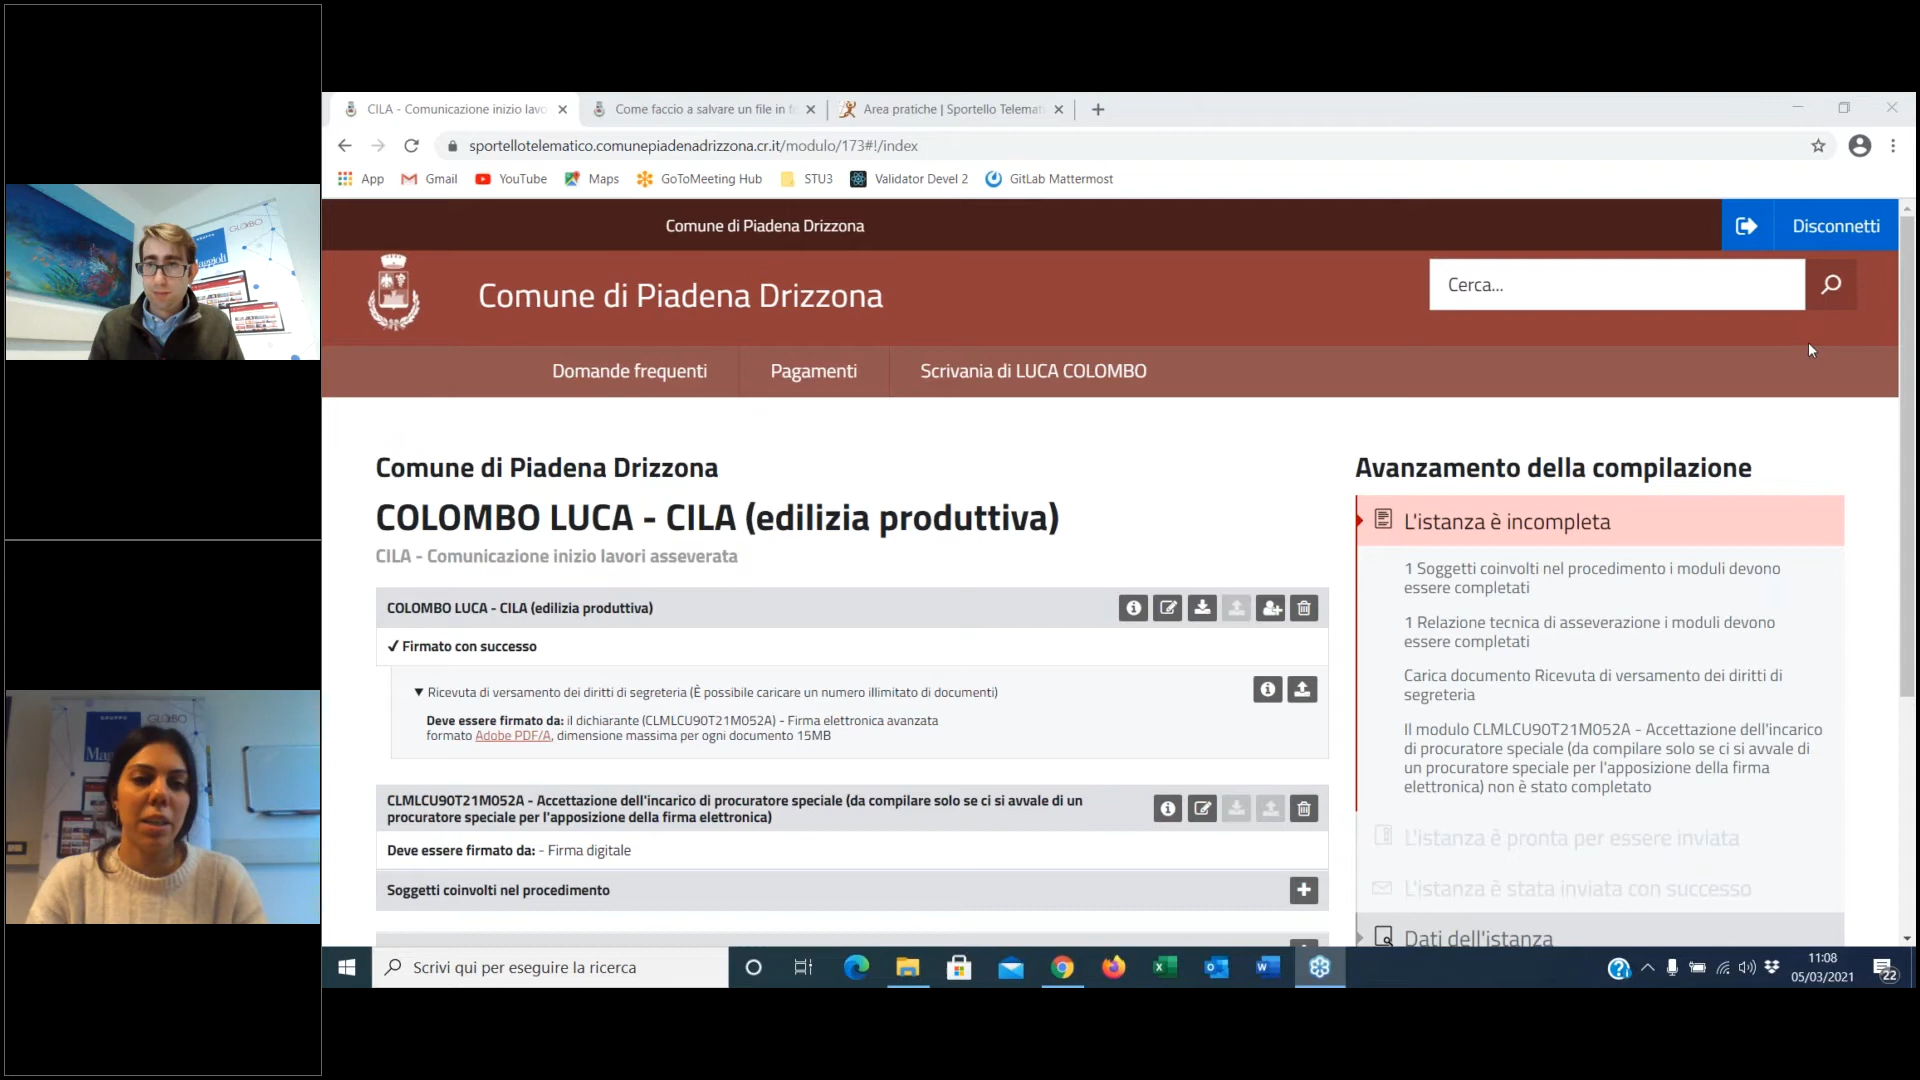 GLOBO
GRUPPO
Maggioli
GRUPPO
GLOBO
CILA - Comunicazione inizio lavo
Come faccio a salvare un file in fo
Area pratiche | Sportello Telemati
sportellotelematico.comunepiadenadrizzona.cr.it/modulo/173#!/index
App
Gmail
YouTube
Maps
GoToMeeting Hub
STU3
Validator Devel 2
GitLab Mattermost
Comune di Piadena Drizzona
Disconnetti
Comune di Piadena Drizzona
Cerca...
Domande frequenti
Pagamenti
Scrivania di LUCA COLOMBO
Comune di Piadena Drizzona
COLOMBO LUCA - CILA (edilizia produttiva)
CILA - Comunicazione inizio lavori asseverata
COLOMBO LUCA - CILA (edilizia produttiva)
✓ Firmato con successo
▼ Ricevuta di versamento dei diritti di segreteria (È possibile caricare un numero illimitato di documenti)
Deve essere firmato da: il dichiarante (CLMLCU90T21M052A) - Firma elettronica avanzata
formato Adobe PDF/A, dimensione massima per ogni documento 15MB
CLMLCU90T21M052A - Accettazione dell'incarico di procuratore speciale (da compilare solo se ci si avvale di un
procuratore speciale per l'apposizione della firma elettronica)
Deve essere firmato da: - Firma digitale
Soggetti coinvolti nel procedimento
Avanzamento della compilazione
L'istanza è incompleta
1 Soggetti coinvolti nel procedimento i moduli devono
essere completati
1 Relazione tecnica di asseverazione i moduli devono
essere completati
Carica documento Ricevuta di versamento dei diritti di
segreteria
Il modulo CLMLCU90T21M052A - Accettazione dell'incarico
di procuratore speciale (da compilare solo se ci si avvale di
un procuratore speciale per l'apposizione della firma
elettronica) non è stato completato
L'istanza è pronta per essere inviata
L'istanza è stata inviata con successo
Dati dell'istanza
Scrivi qui per eseguire la ricerca
11:08
05/03/2021
22